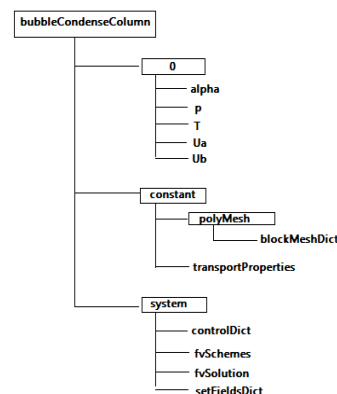 bubbleCondenseColumn
0
alpha
p
T
Ua
Ub
constant
polyMesh
blockMeshDict
transportProperties
system
controlDict
fvSchemes
fvSolution
setFieldsDict